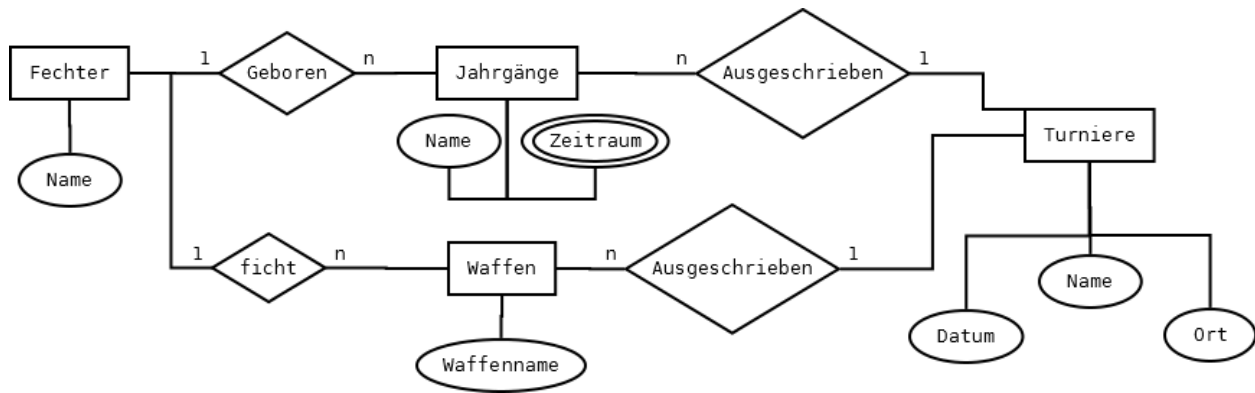 Fechter
1
Geboren
n
Jahrgänge
n
Ausgeschrieben
1
Name
Name
Zeitraum
Turniere
1
ficht
n
Waffen
n
Ausgeschrieben
1
Waffenname
Datum
Name
Ort